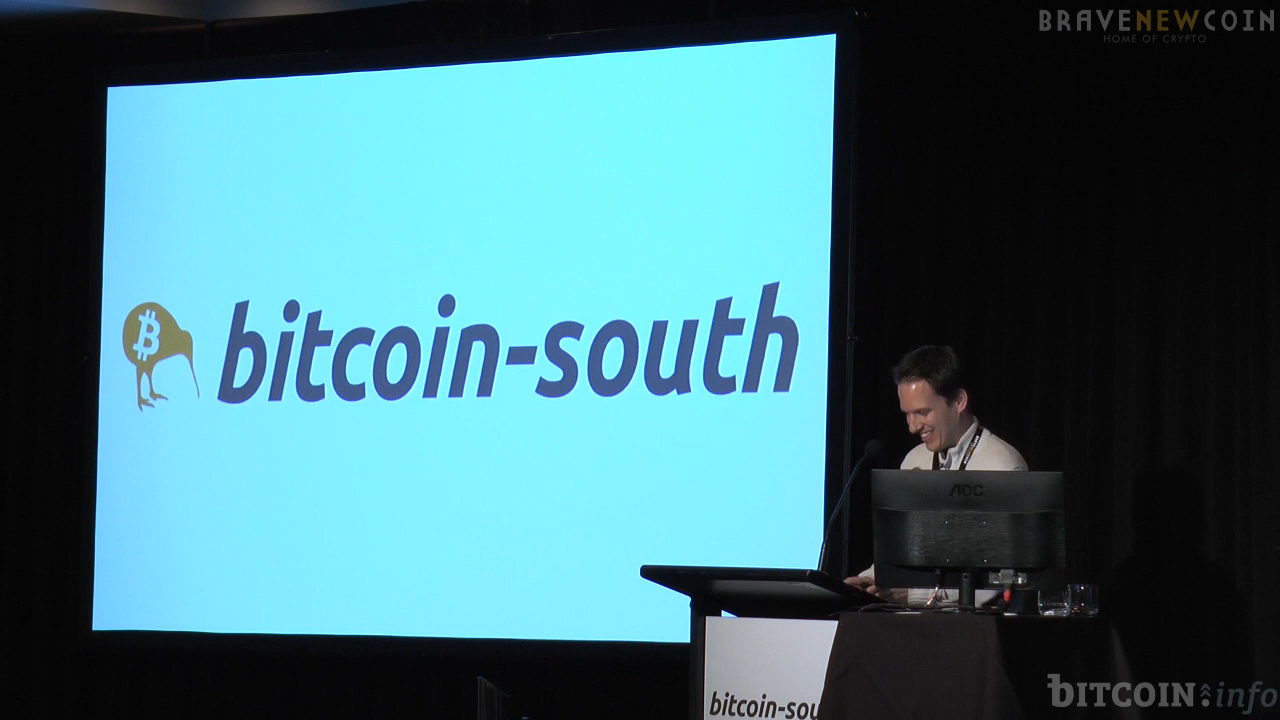 BRAVENEWCOIN
HOME OF CRYPTO
bitcoin-south
AOC
bitcoin-sou
BITCOIN:info